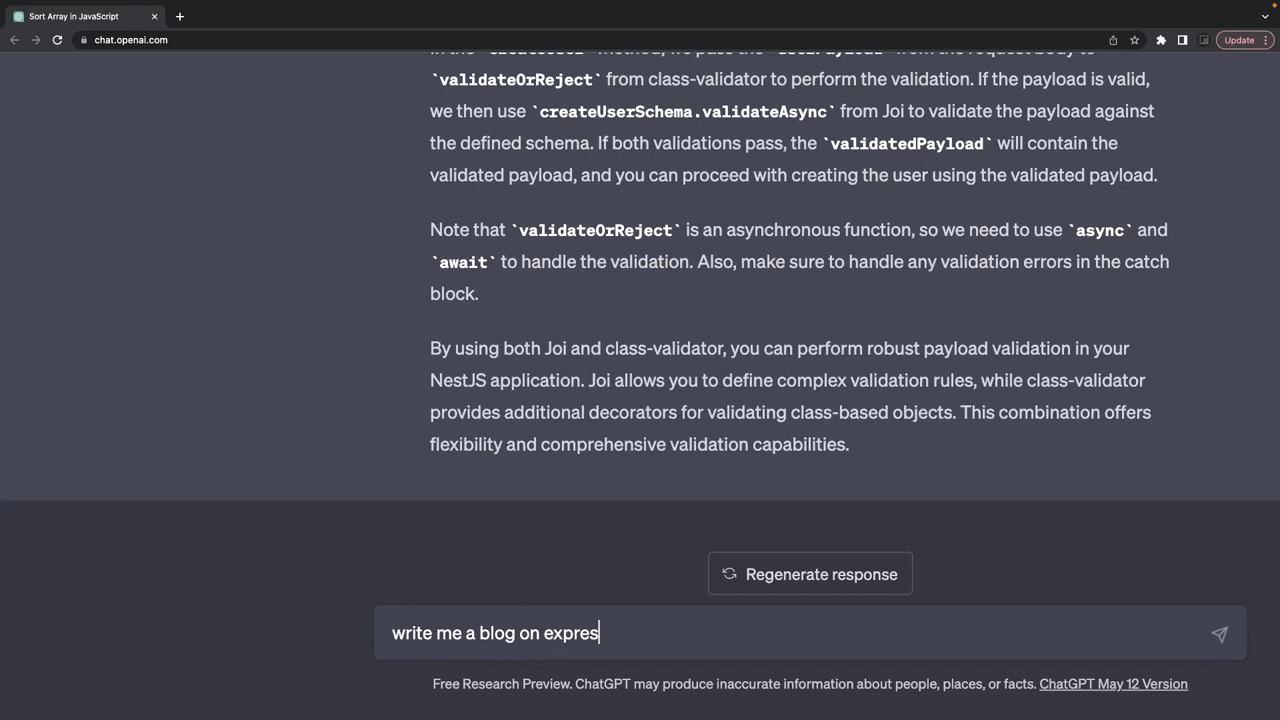 Sort Array in JavaScript
chat.openai.com
Update
`validateOrReject` from class-validator to perform the validation. If the payload is valid,
we then use `createUserSchema.validateAsync` from Joi to validate the payload against
the defined schema. If both validations pass, the `validatedPayload` will contain the
validated payload, and you can proceed with creating the user using the validated payload.
Note that `validateOrReject` is an asynchronous function, so we need to use `async` and
`await` to handle the validation. Also, make sure to handle any validation errors in the catch
block.
By using both Joi and class-validator, you can perform robust payload validation in your
NestJS application. Joi allows you to define complex validation rules, while class-validator
provides additional decorators for validating class-based objects. This combination offers
flexibility and comprehensive validation capabilities.
Regenerate response
write me a blog on expres
Free Research Preview. ChatGPT may produce inaccurate information about people, places, or facts. ChatGPT May 12 Version